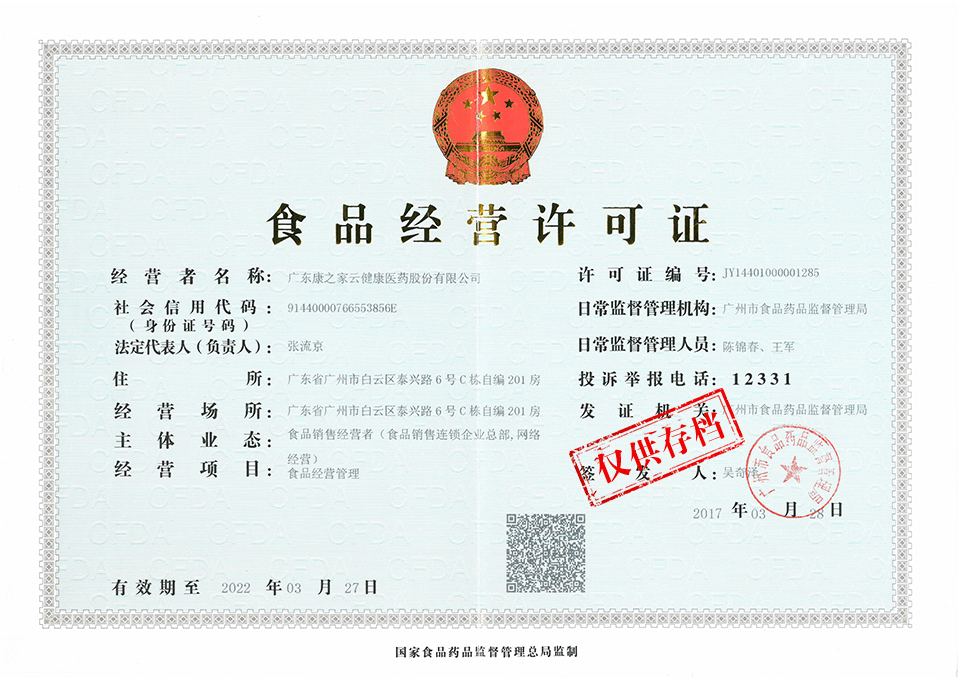 食品经营许可证
经营者名称: 广东康之家云健康医药股份有限公司
社会信用代码: 91440000766553856E
(身份证号码)
法定代表人(负责人): 张流京
住所: 广东省广州市白云区泰兴路6号C栋自编201房
经营场所: 广东省广州市白云区泰兴路6号C栋自编201房
主体业态: 食品销售经营者(食品销售连锁企业总部,网络
经营)
经营项目: 食品经营管理
有效期至 2022 年 03 月 27 日
许可证编号: JY14401000001285
日常监督管理机构: 广州市食品药品监督管理局
日常监督管理人员: 陈锦春、王军
投诉举报电话: 12331
发证机关: 广州市食品药品监督管理局
仅供存档
签发人: 吴奇
广州市食品药品监督管理局
2017 年 03 月 28 日
国家食品药品监督管理总局监制
CFDA